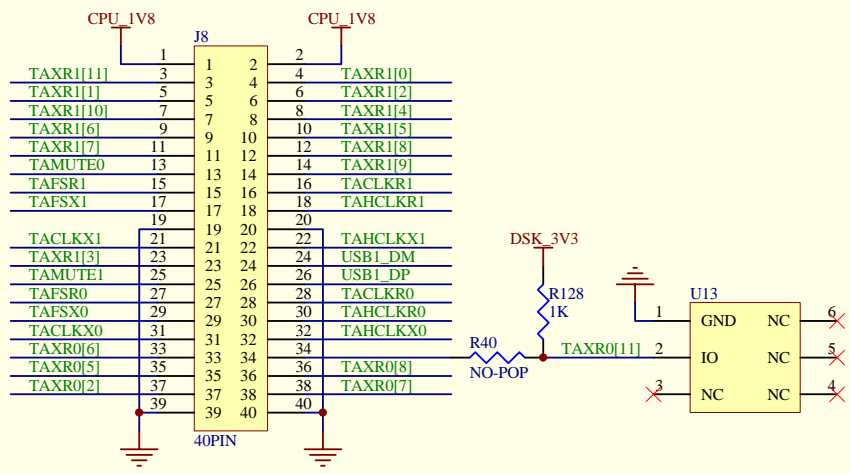 CPU_1V8 CPU_1V8
J8
1 1 2 2
TAXR1[11] 3 3 4 4 TAXR1[0]
TAXR1[1] 5 5 6 6 TAXR1[2]
TAXR1[10] 7 7 8 8 TAXR1[4]
TAXR1[6] 9 9 10 10 TAXR1[5]
TAXR1[7] 11 11 12 12 TAXR1[8]
TAMUTE0 13 13 14 14 TAXR1[9]
TAFSR1 15 15 16 16 TACLKR1
TAFSX1 17 17 18 18 TAHCLKR1
19 19 20 20
TACLKX1 21 21 22 22 TAHCLKX1
TAXR1[3] 23 23 24 24 USB1_DM
TAMUTE1 25 25 26 26 USB1_DP
TAFSR0 27 27 28 28 TACLKR0
TAFSX0 29 29 30 30 TAHCLKR0
TACLKX0 31 31 32 32 TAHCLKX0
TAXR0[6] 33 33 34 34
TAXR0[5] 35 35 36 36 TAXR0[8]
TAXR0[2] 37 37 38 38 TAXR0[7]
39 39 40 40
40PIN
DSK_3V3
R128
1K
R40
NO-POP
TAXR0[11]
U13
1 GND NC 6
2 IO NC 5
3 NC NC 4